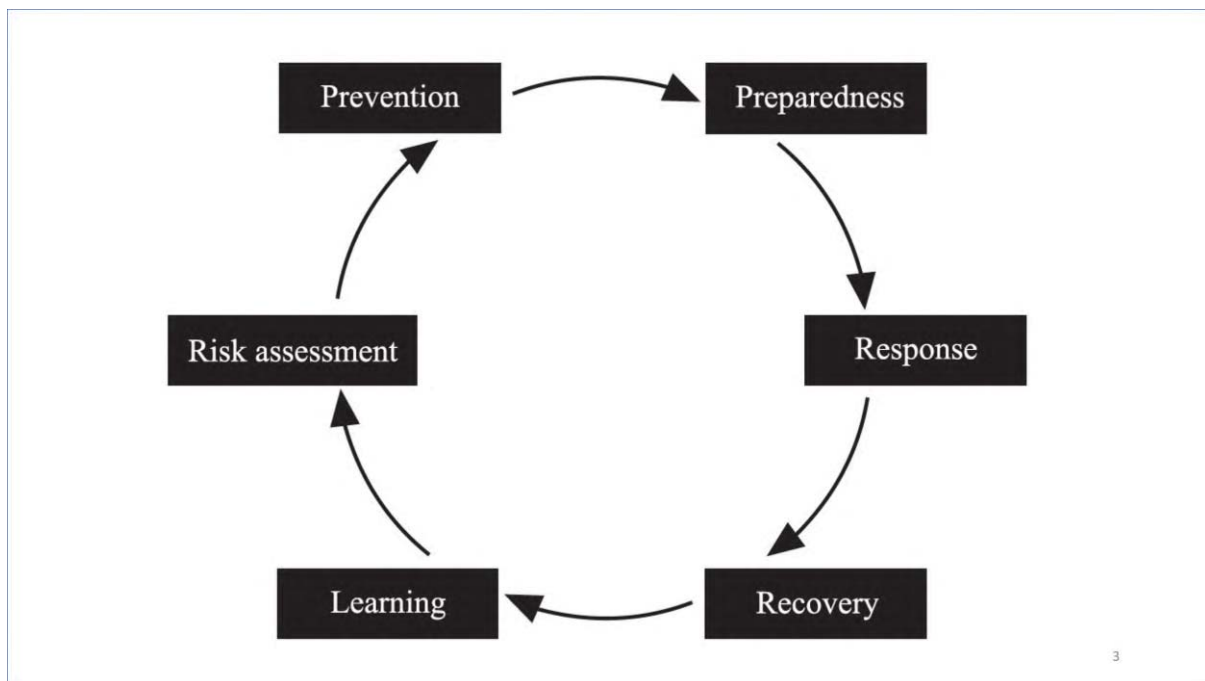 Prevention
Preparedness
Risk assessment
Response
Learning
Recovery
3